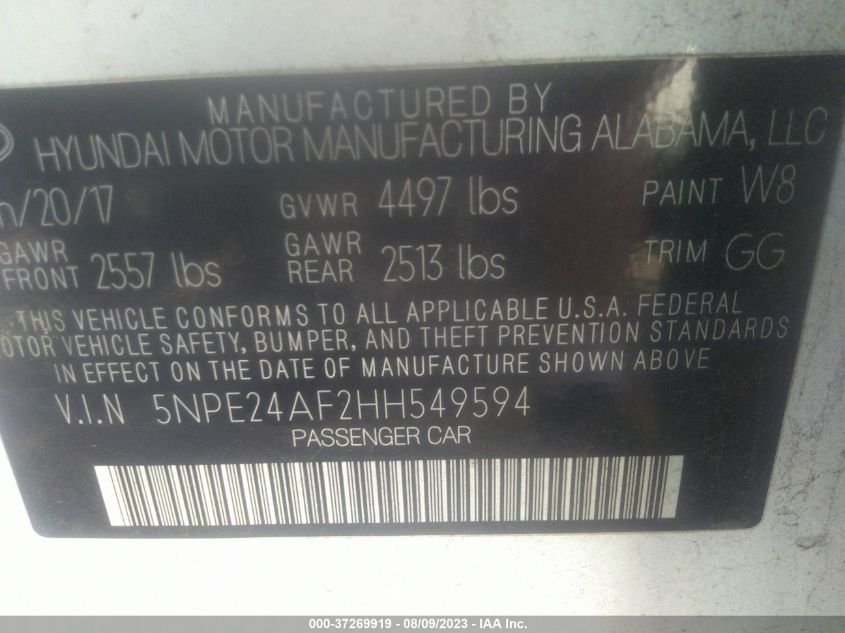 MANUFACTURED BY
HYUNDAI MOTOR MANUFACTURING ALABAMA, LLC
/20/17 GVWR 4497 lbs PAINT W8
GAWR FRONT 2557 lbs GAWR REAR 2513 lbs TRIM GG
THIS VEHICLE CONFORMS TO ALL APPLICABLE U.S.A. FEDERAL
OTOR VEHICLE SAFETY, BUMPER, AND THEFT PREVENTION STANDARDS
IN EFFECT ON THE DATE OF MANUFACTURE SHOWN ABOVE
V.I.N 5NPE24AF2HH549594
PASSENGER CAR
000-37269919 - 08/09/2023 - IAA Inc.